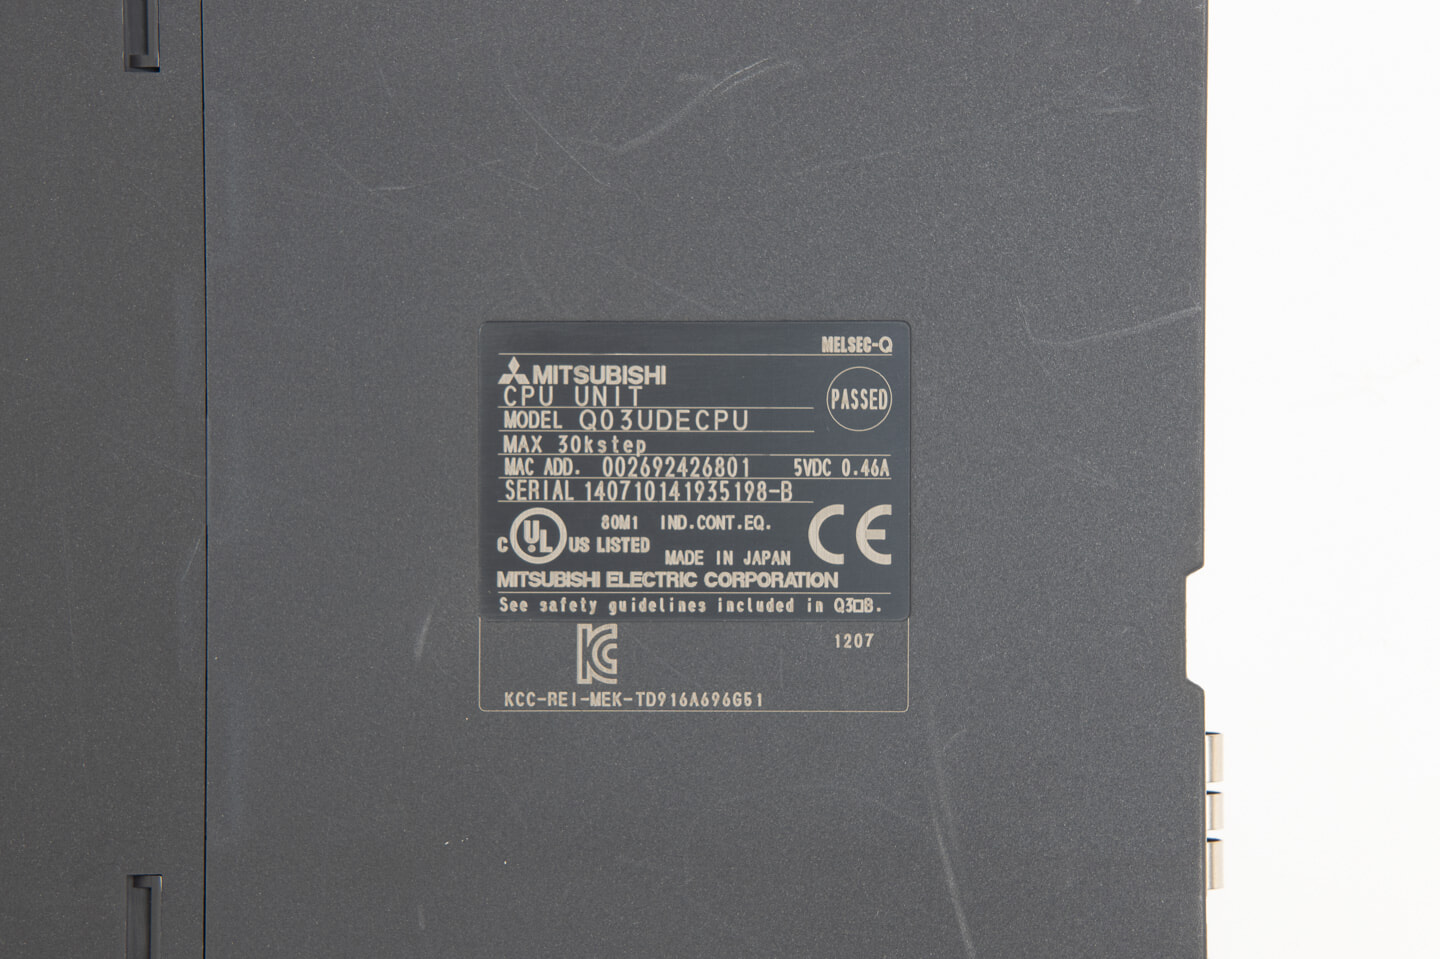 MELSEC-Q
MITSUBISHI
CPU UNIT
PASSED
MODEL Q03UDECPU
MAX 30kstep
MAC ADD. 002692426801 5VDC 0.46A
SERIAL 140710141935198-B
80M1 IND.CONT.EQ.
C UL US LISTED
CE
MADE IN JAPAN
MITSUBISHI ELECTRIC CORPORATION
See safety guidelines included in Q3□B.
KC
1207
KCC-REI-MEK-TD916A696G51